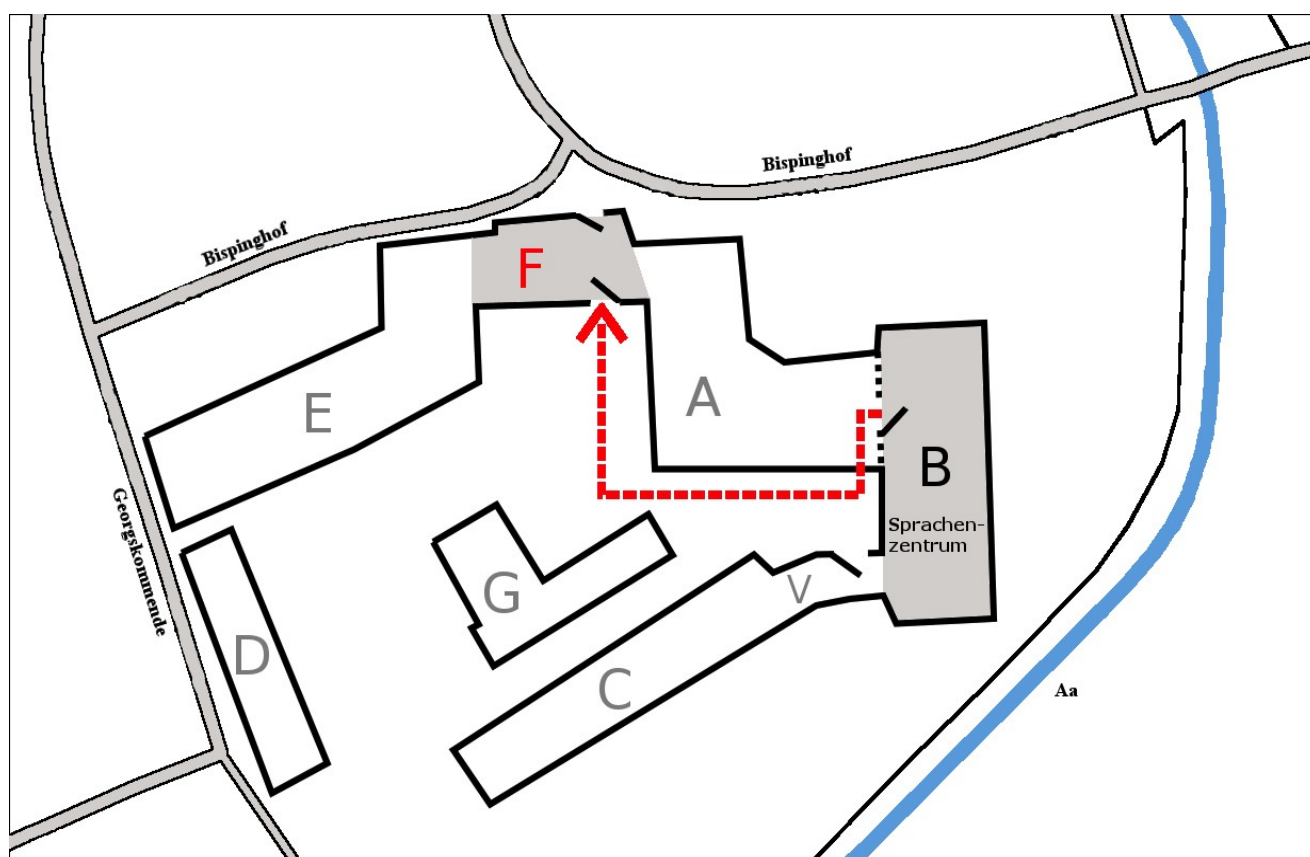 Bispinghof
Bispinghof
F
A
E
B
Sprachen-
zentrum
Georgskommende
G
V
D
C
Aa